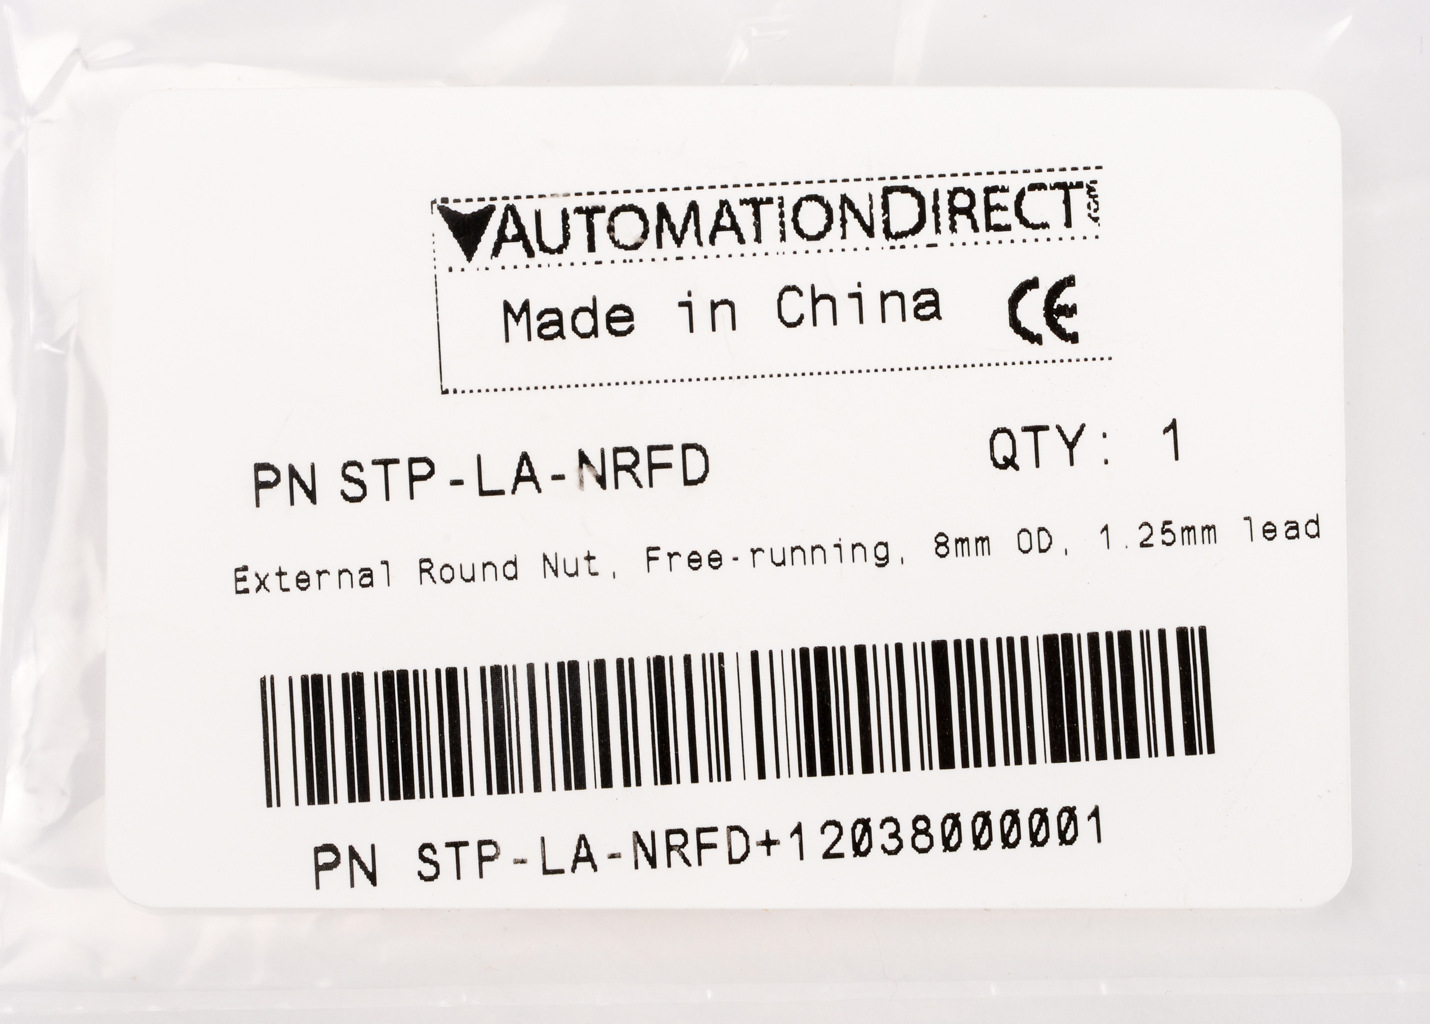 AUTOMATIONDIRECT.com
Made in China CE
PN STP-LA-NRFD QTY: 1
External Round Nut, Free-running, 8mm OD, 1.25mm lead
PN STP-LA-NRFD+12038000001